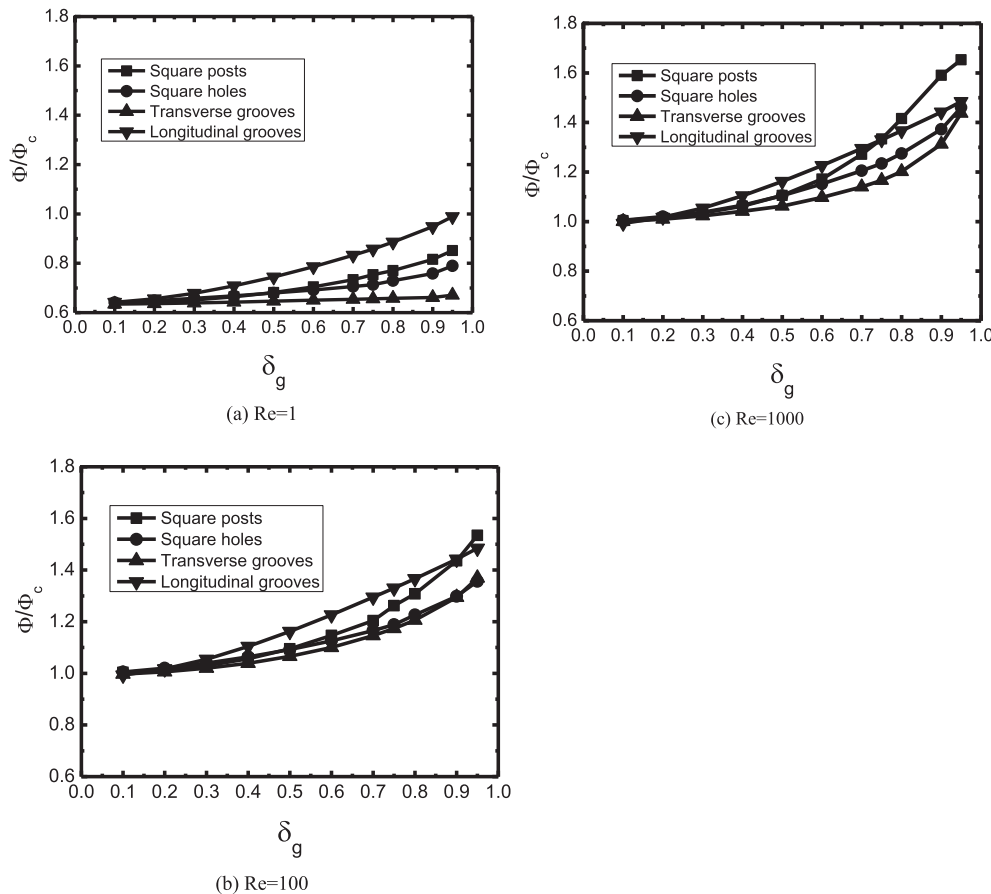 1.8
1.6
1.4
1.2
1.0
0.8
0.6
Φ/Φc
Square posts
Square holes
Transverse grooves
Longitudinal grooves
0.0 0.1 0.2 0.3 0.4 0.5 0.6 0.7 0.8 0.9 1.0
δg
(a) Re=1
1.8
1.6
1.4
1.2
1.0
0.8
0.6
Φ/Φc
Square posts
Square holes
Transverse grooves
Longitudinal grooves
0.0 0.1 0.2 0.3 0.4 0.5 0.6 0.7 0.8 0.9 1.0
δg
(c) Re=1000
1.8
1.6
1.4
1.2
1.0
0.8
0.6
Φ/Φc
Square posts
Square holes
Transverse grooves
Longitudinal grooves
0.0 0.1 0.2 0.3 0.4 0.5 0.6 0.7 0.8 0.9 1.0
δg
(b) Re=100